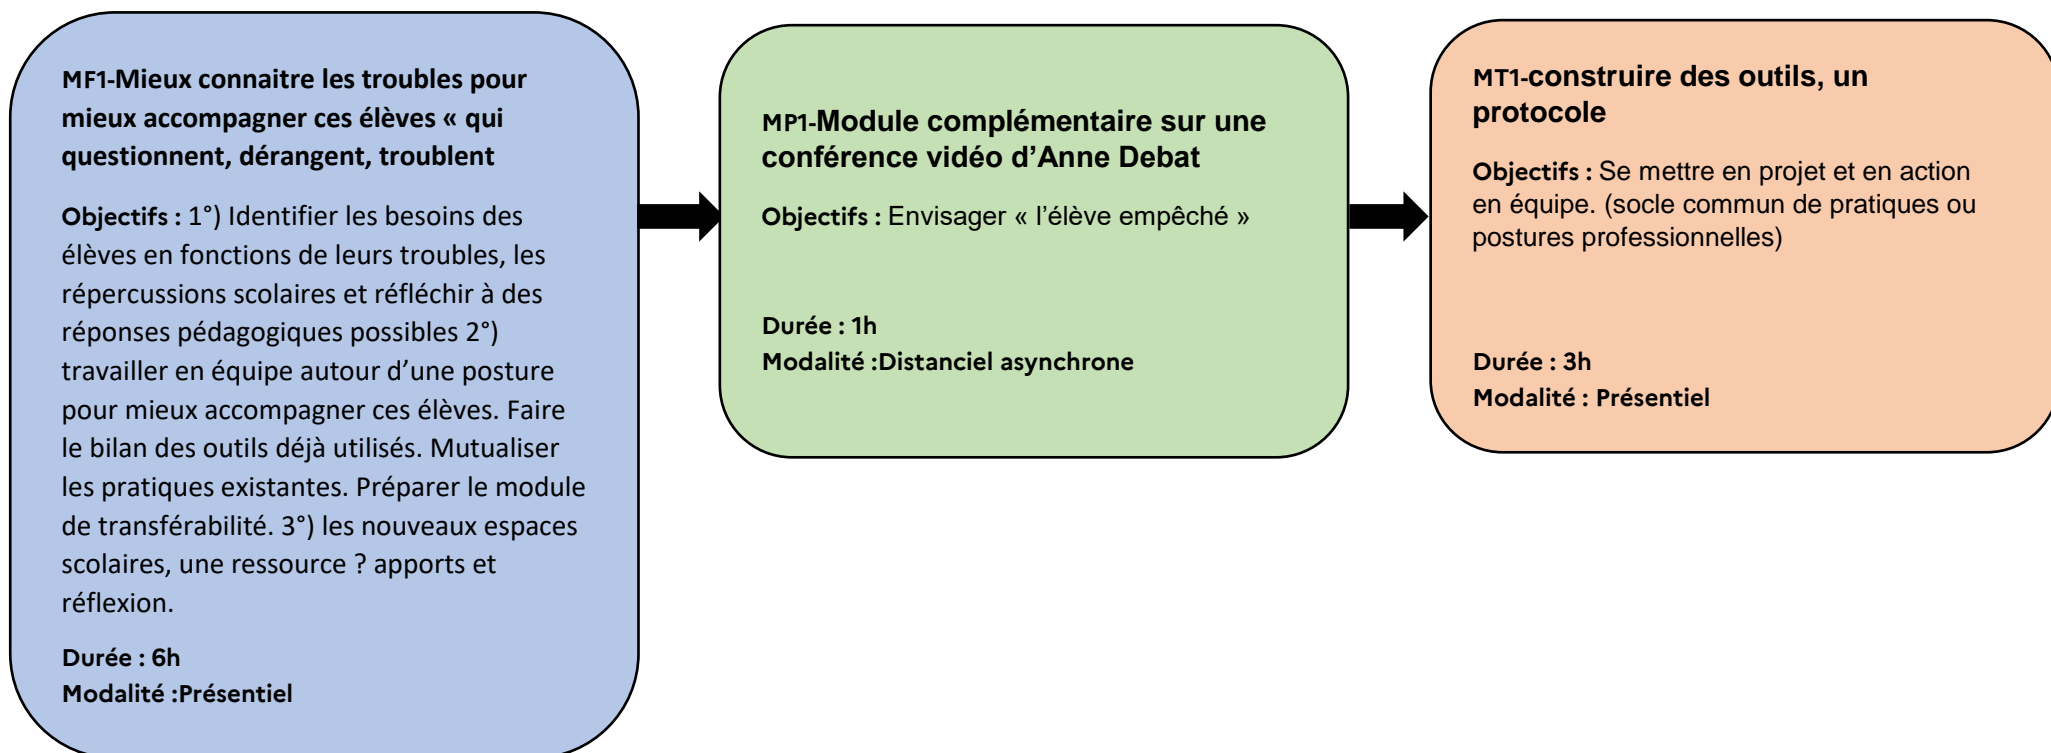 MF1-Mieux connaitre les troubles pour
mieux accompagner ces élèves « qui
questionnent, dérangent, troublent
Objectifs : 1°) Identifier les besoins des
élèves en fonctions de leurs troubles, les
répercussions scolaires et réfléchir à des
réponses pédagogiques possibles 2°)
travailler en équipe autour d’une posture
pour mieux accompagner ces élèves. Faire
le bilan des outils déjà utilisés. Mutualiser
les pratiques existantes. Préparer le module
de transférabilité. 3°) les nouveaux espaces
scolaires, une ressource ? apports et
réflexion.
Durée : 6h
Modalité :Présentiel
MP1-Module complémentaire sur une
conférence vidéo d’Anne Debat
Objectifs : Envisager « l’élève empêché »
Durée : 1h
Modalité :Distanciel asynchrone
MT1-construire des outils, un
protocole
Objectifs : Se mettre en projet et en action
en équipe. (socle commun de pratiques ou
postures professionnelles)
Durée : 3h
Modalité : Présentiel